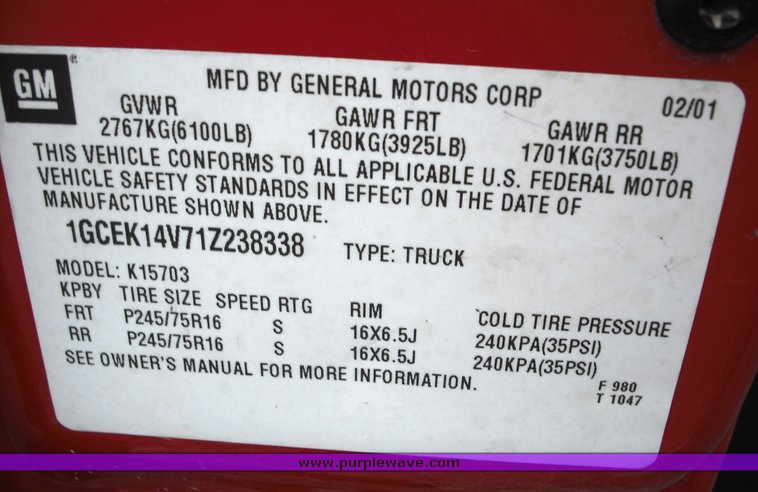 GM
MFD BY GENERAL MOTORS CORP 02/01
GVWR GAWR FRT GAWR RR
2767KG(6100LB) 1780KG(3925LB) 1701KG(3750LB)
THIS VEHICLE CONFORMS TO ALL APPLICABLE U.S. FEDERAL MOTOR
VEHICLE SAFETY STANDARDS IN EFFECT ON THE DATE OF
MANUFACTURE SHOWN ABOVE.
1GCEK14V71Z238338 TYPE: TRUCK
MODEL: K15703
KPBY TIRE SIZE SPEED RTG RIM COLD TIRE PRESSURE
FRT P245/75R16 S 16X6.5J 240KPA(35PSI)
RR P245/75R16 S 16X6.5J 240KPA(35PSI)
SEE OWNER'S MANUAL FOR MORE INFORMATION.
F 980
T 1047
www.purplewave.com